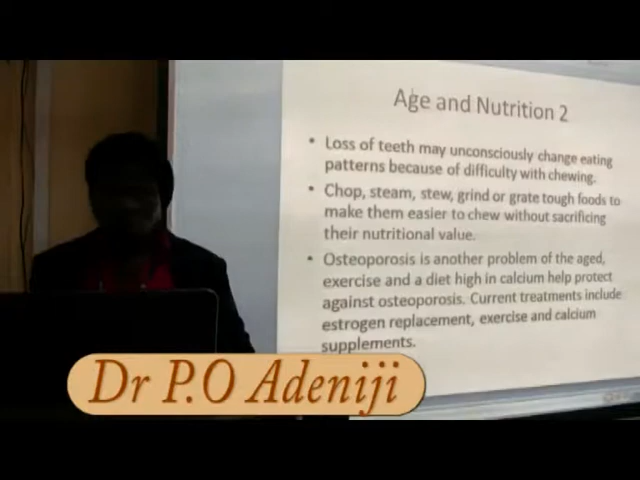 Age and Nutrition 2
• Loss of teeth may unconsciously change eating
patterns because of difficulty with chewing.
• Chop, steam, stew, grind or grate tough foods to
make them easier to chew without sacrificing
their nutritional value.
• Osteoporosis is another problem of the aged,
exercise and a diet high in calcium help protect
against osteoporosis. Current treatments include
estrogen replacement, exercise and calcium
supplements.
Dr P.O Adeniji